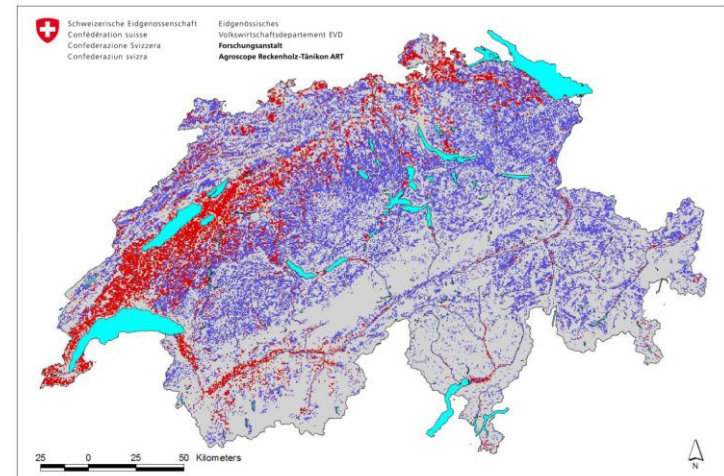 Schweizerische Eidgenossenschaft
Confédération suisse
Confederazione Svizzera
Confederaziun svizra
Eidgenössisches
Volkswirtschaftsdepartement EVD
Forschungsanstalt
Agroscope Reckenholz-Tänikon ART
25 0 25 50 Kilometers
N